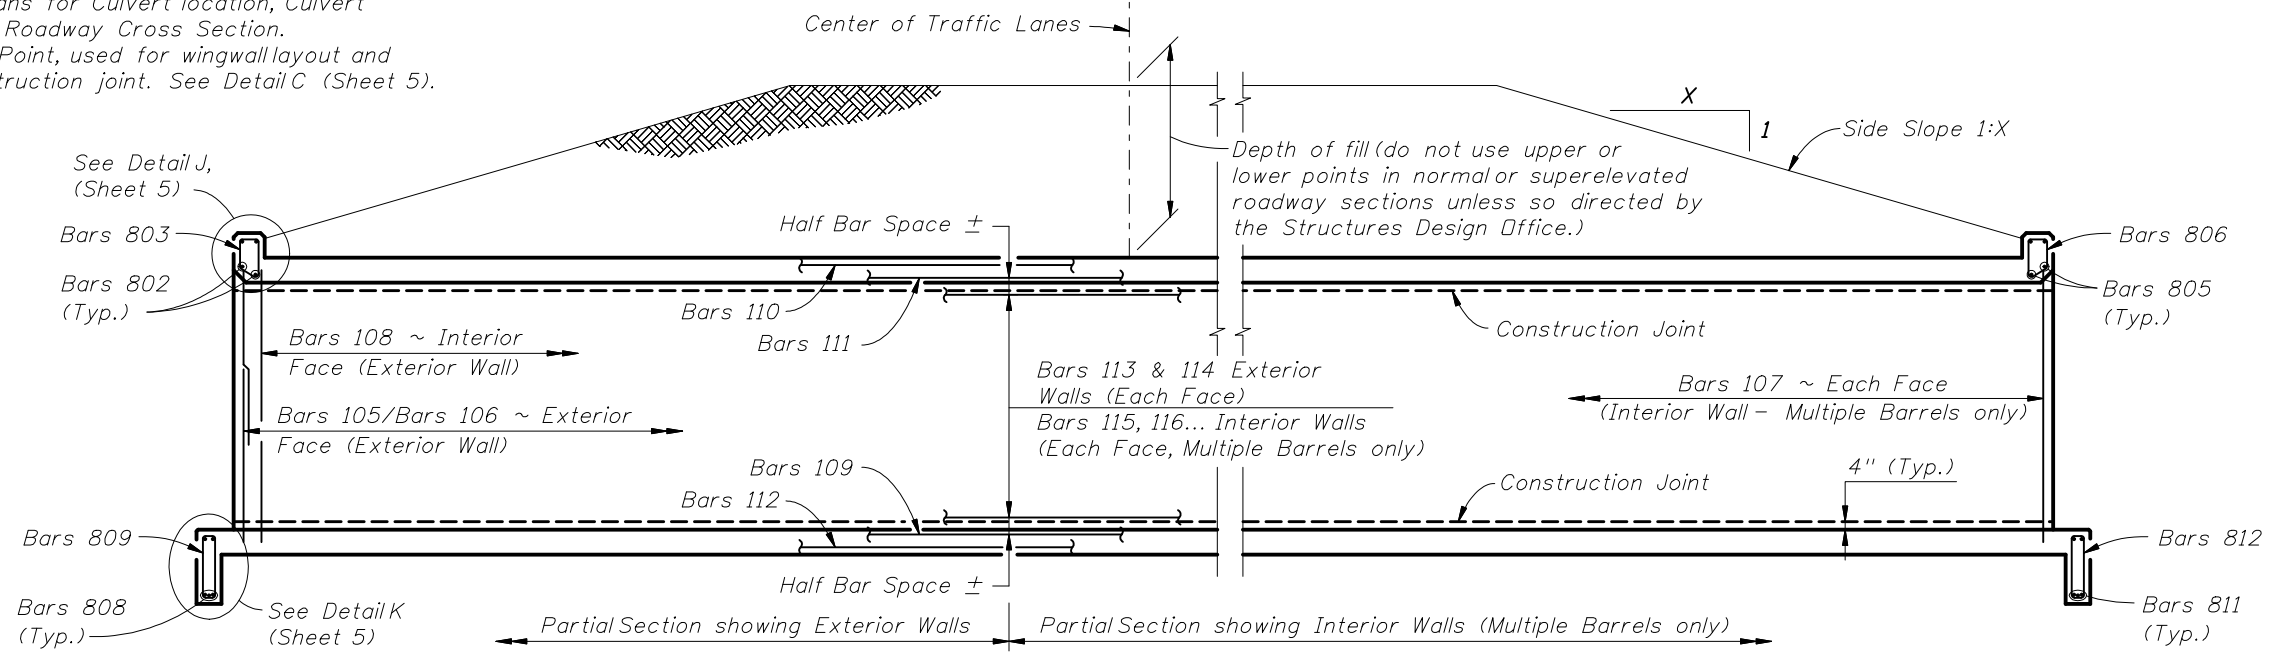 for Culvert location, Culvert
Roadway Cross Section.
Point, used for wingwall layout and
joint. See Detail C (Sheet 5).
Center of Traffic Lanes
X
1
Side Slope 1:X
See Detail J,
(Sheet 5)
Depth of fill (do not use upper or
lower points in normal or superelevated
roadway sections unless so directed by
the Structures Design Office.)
Half Bar Space ±
Bars 803
Bars 806
Bars 802
(Typ.)
Bars 805
(Typ.)
Bars 110
Bars 111
Construction Joint
Bars 108 ~ Interior
Face (Exterior Wall)
Bars 113 & 114 Exterior
Walls (Each Face)
Bars 115, 116... Interior Walls
(Each Face, Multiple Barrels only)
Bars 107 ~ Each Face
(Interior Wall - Multiple Barrels only)
Bars 105/Bars 106 ~ Exterior
Face (Exterior Wall)
Bars 109
Bars 112
4" (Typ.)
Construction Joint
Bars 809
Bars 812
Half Bar Space ±
Bars 808
(Typ.)
See Detail K
(Sheet 5)
Bars 811
(Typ.)
Partial Section showing Exterior Walls
Partial Section showing Interior Walls (Multiple Barrels only)